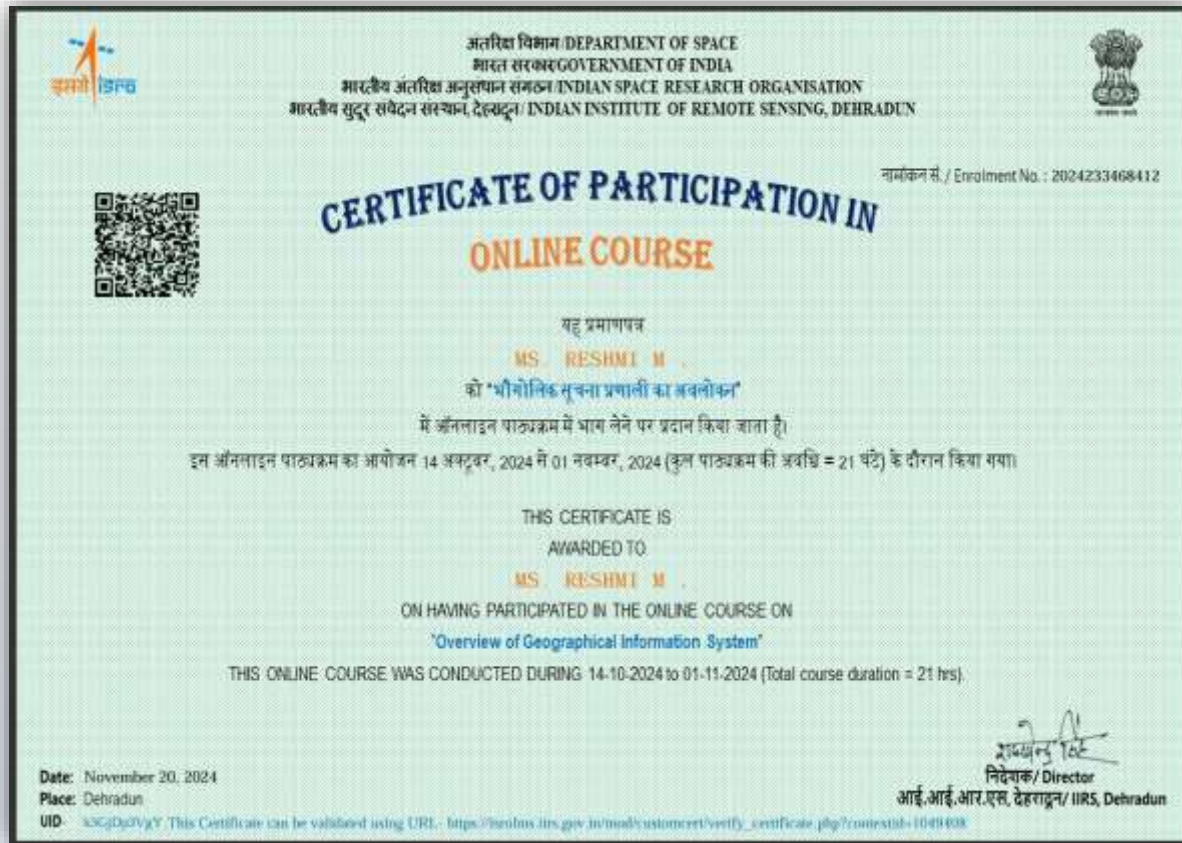 इसरो isro
अंतरिक्ष विभाग/DEPARTMENT OF SPACE
भारत सरकार/GOVERNMENT OF INDIA
भारतीय अंतरिक्ष अनुसंधान संगठन/INDIAN SPACE RESEARCH ORGANISATION
भारतीय सुदूर संवेदन संस्थान, देहरादून/ INDIAN INSTITUTE OF REMOTE SENSING, DEHRADUN
नामांकन सं./ Enrolment No. : 2024233468412
CERTIFICATE OF PARTICIPATION IN
ONLINE COURSE
यह प्रमाणपत्र
MS. RESHMI M .
को "भौगोलिक सूचना प्रणाली का अवलोकन"
में ऑनलाइन पाठ्यक्रम में भाग लेने पर प्रदान किया जाता है।
इस ऑनलाइन पाठ्यक्रम का आयोजन 14 अक्टूबर, 2024 से 01 नवम्बर, 2024 (कुल पाठ्यक्रम की अवधि = 21 घंटे) के दौरान किया गया।
THIS CERTIFICATE IS
AWARDED TO
MS. RESHMI M .
ON HAVING PARTICIPATED IN THE ONLINE COURSE ON
"Overview of Geographical Information System"
THIS ONLINE COURSE WAS CONDUCTED DURING 14-10-2024 to 01-11-2024 (Total course duration = 21 hrs).
निदेशक/ Director
आई.आई.आर.एस, देहरादून/ IIRS, Dehradun
Date: November 20, 2024
Place: Dehradun
UID This Certificate can be validated using URL:-